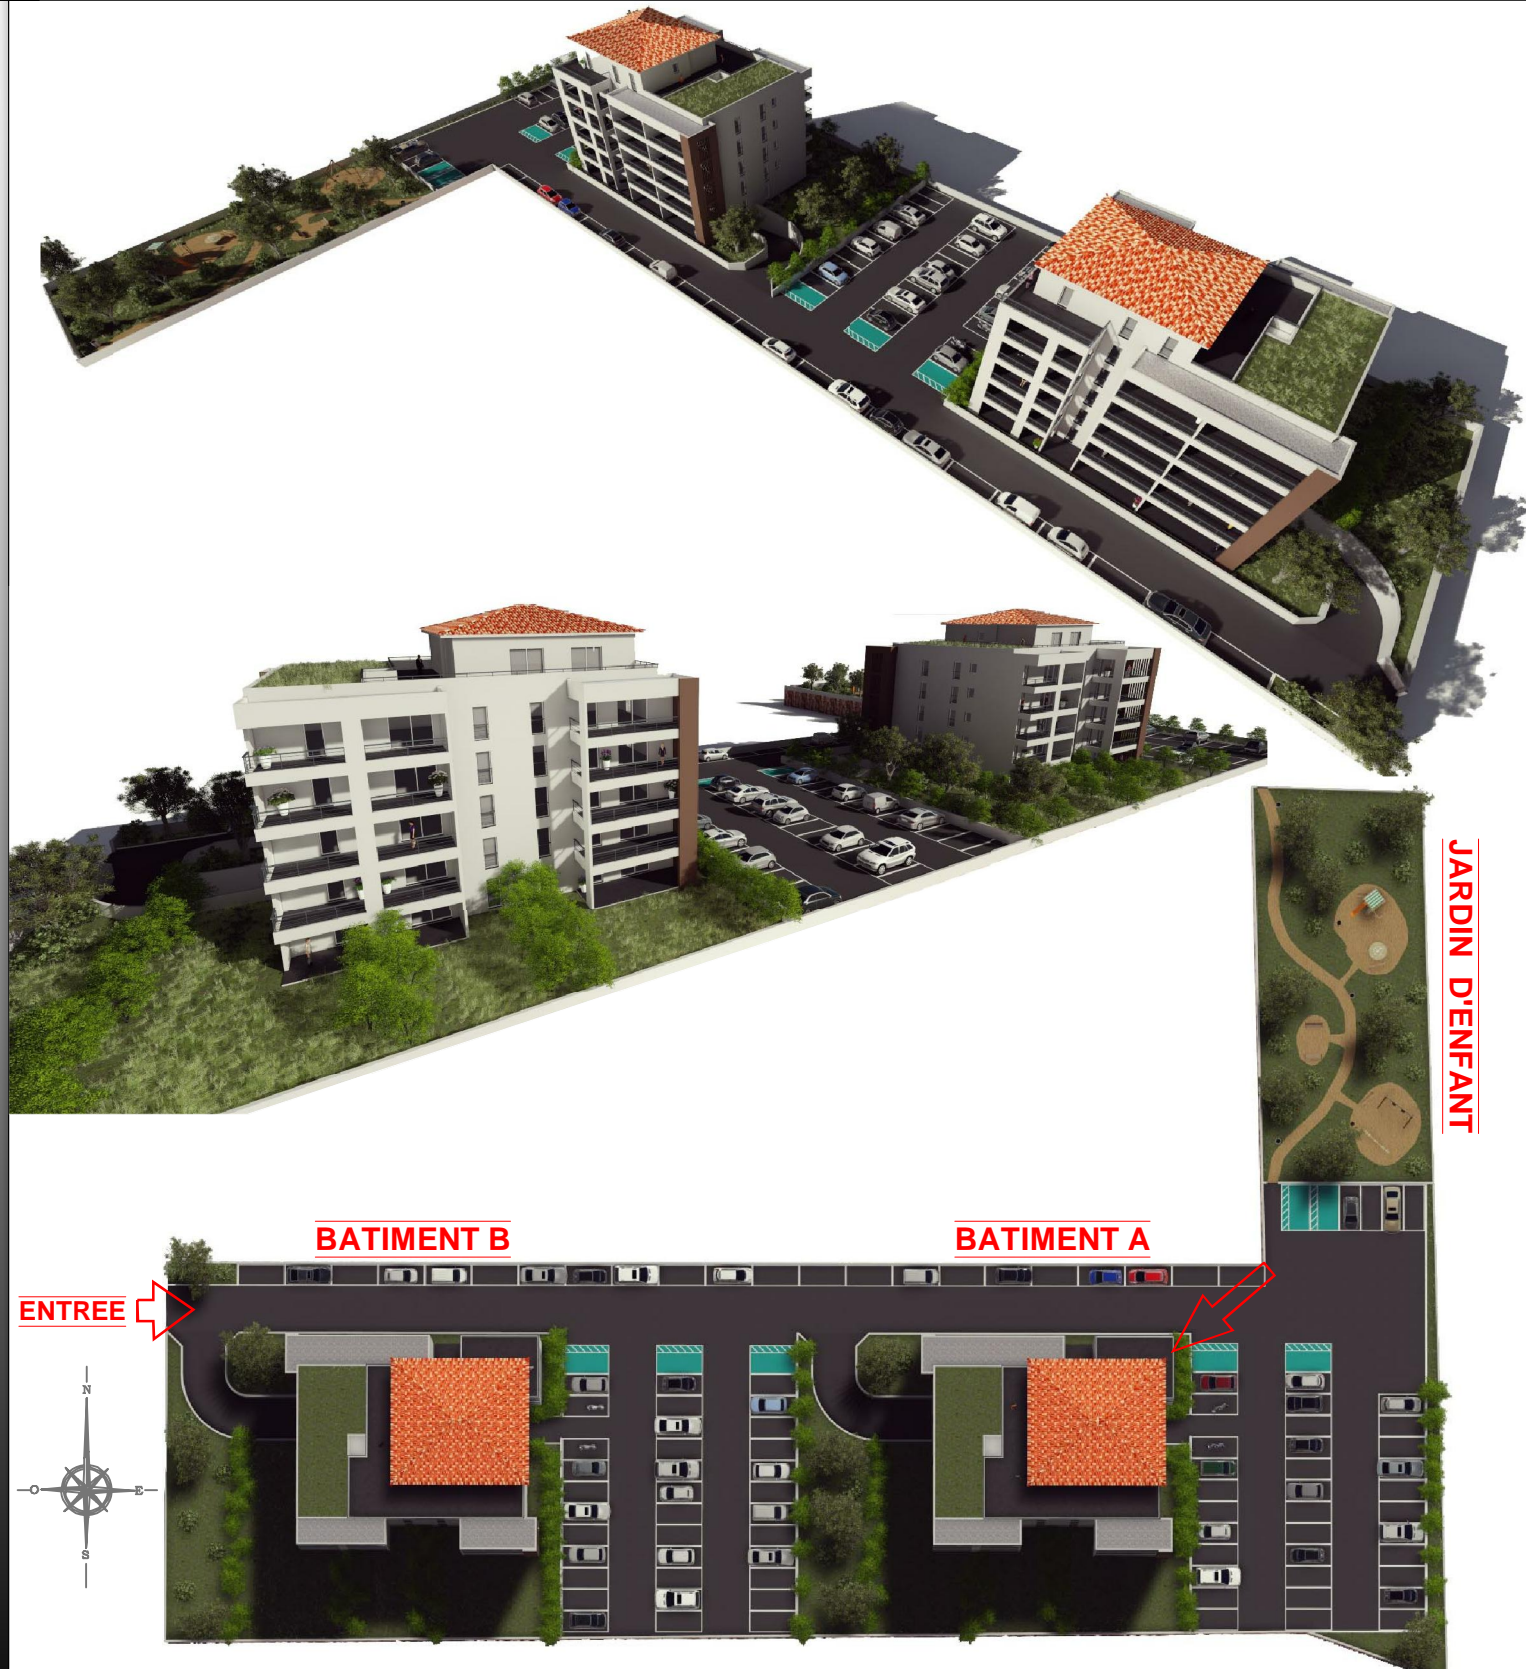 JARDIN D'ENFANT
BATIMENT B
BATIMENT A
ENTREE
N
O
E
S